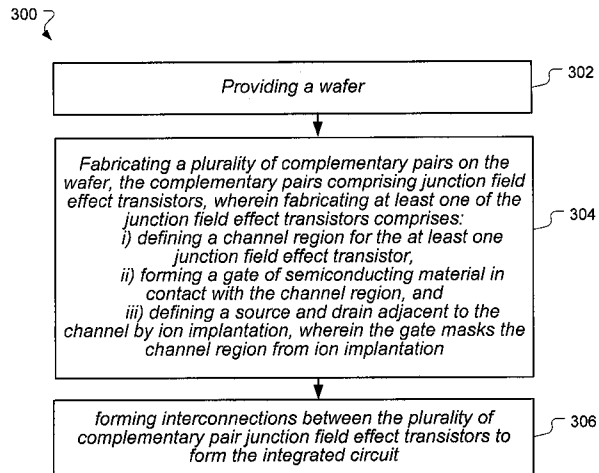 300
Providing a wafer
302
Fabricating a plurality of complementary pairs on the
wafer, the complementary pairs comprising junction field
effect transistors, wherein fabricating at least one of the
junction field effect transistors comprises:
i) defining a channel region for the at least one
junction field effect transistor,
ii) forming a gate of semiconducting material in
contact with the channel region, and
iii) defining a source and drain adjacent to the
channel by ion implantation, wherein the gate masks the
channel region from ion implantation
304
forming interconnections between the plurality of
complementary pair junction field effect transistors to
form the integrated circuit
306